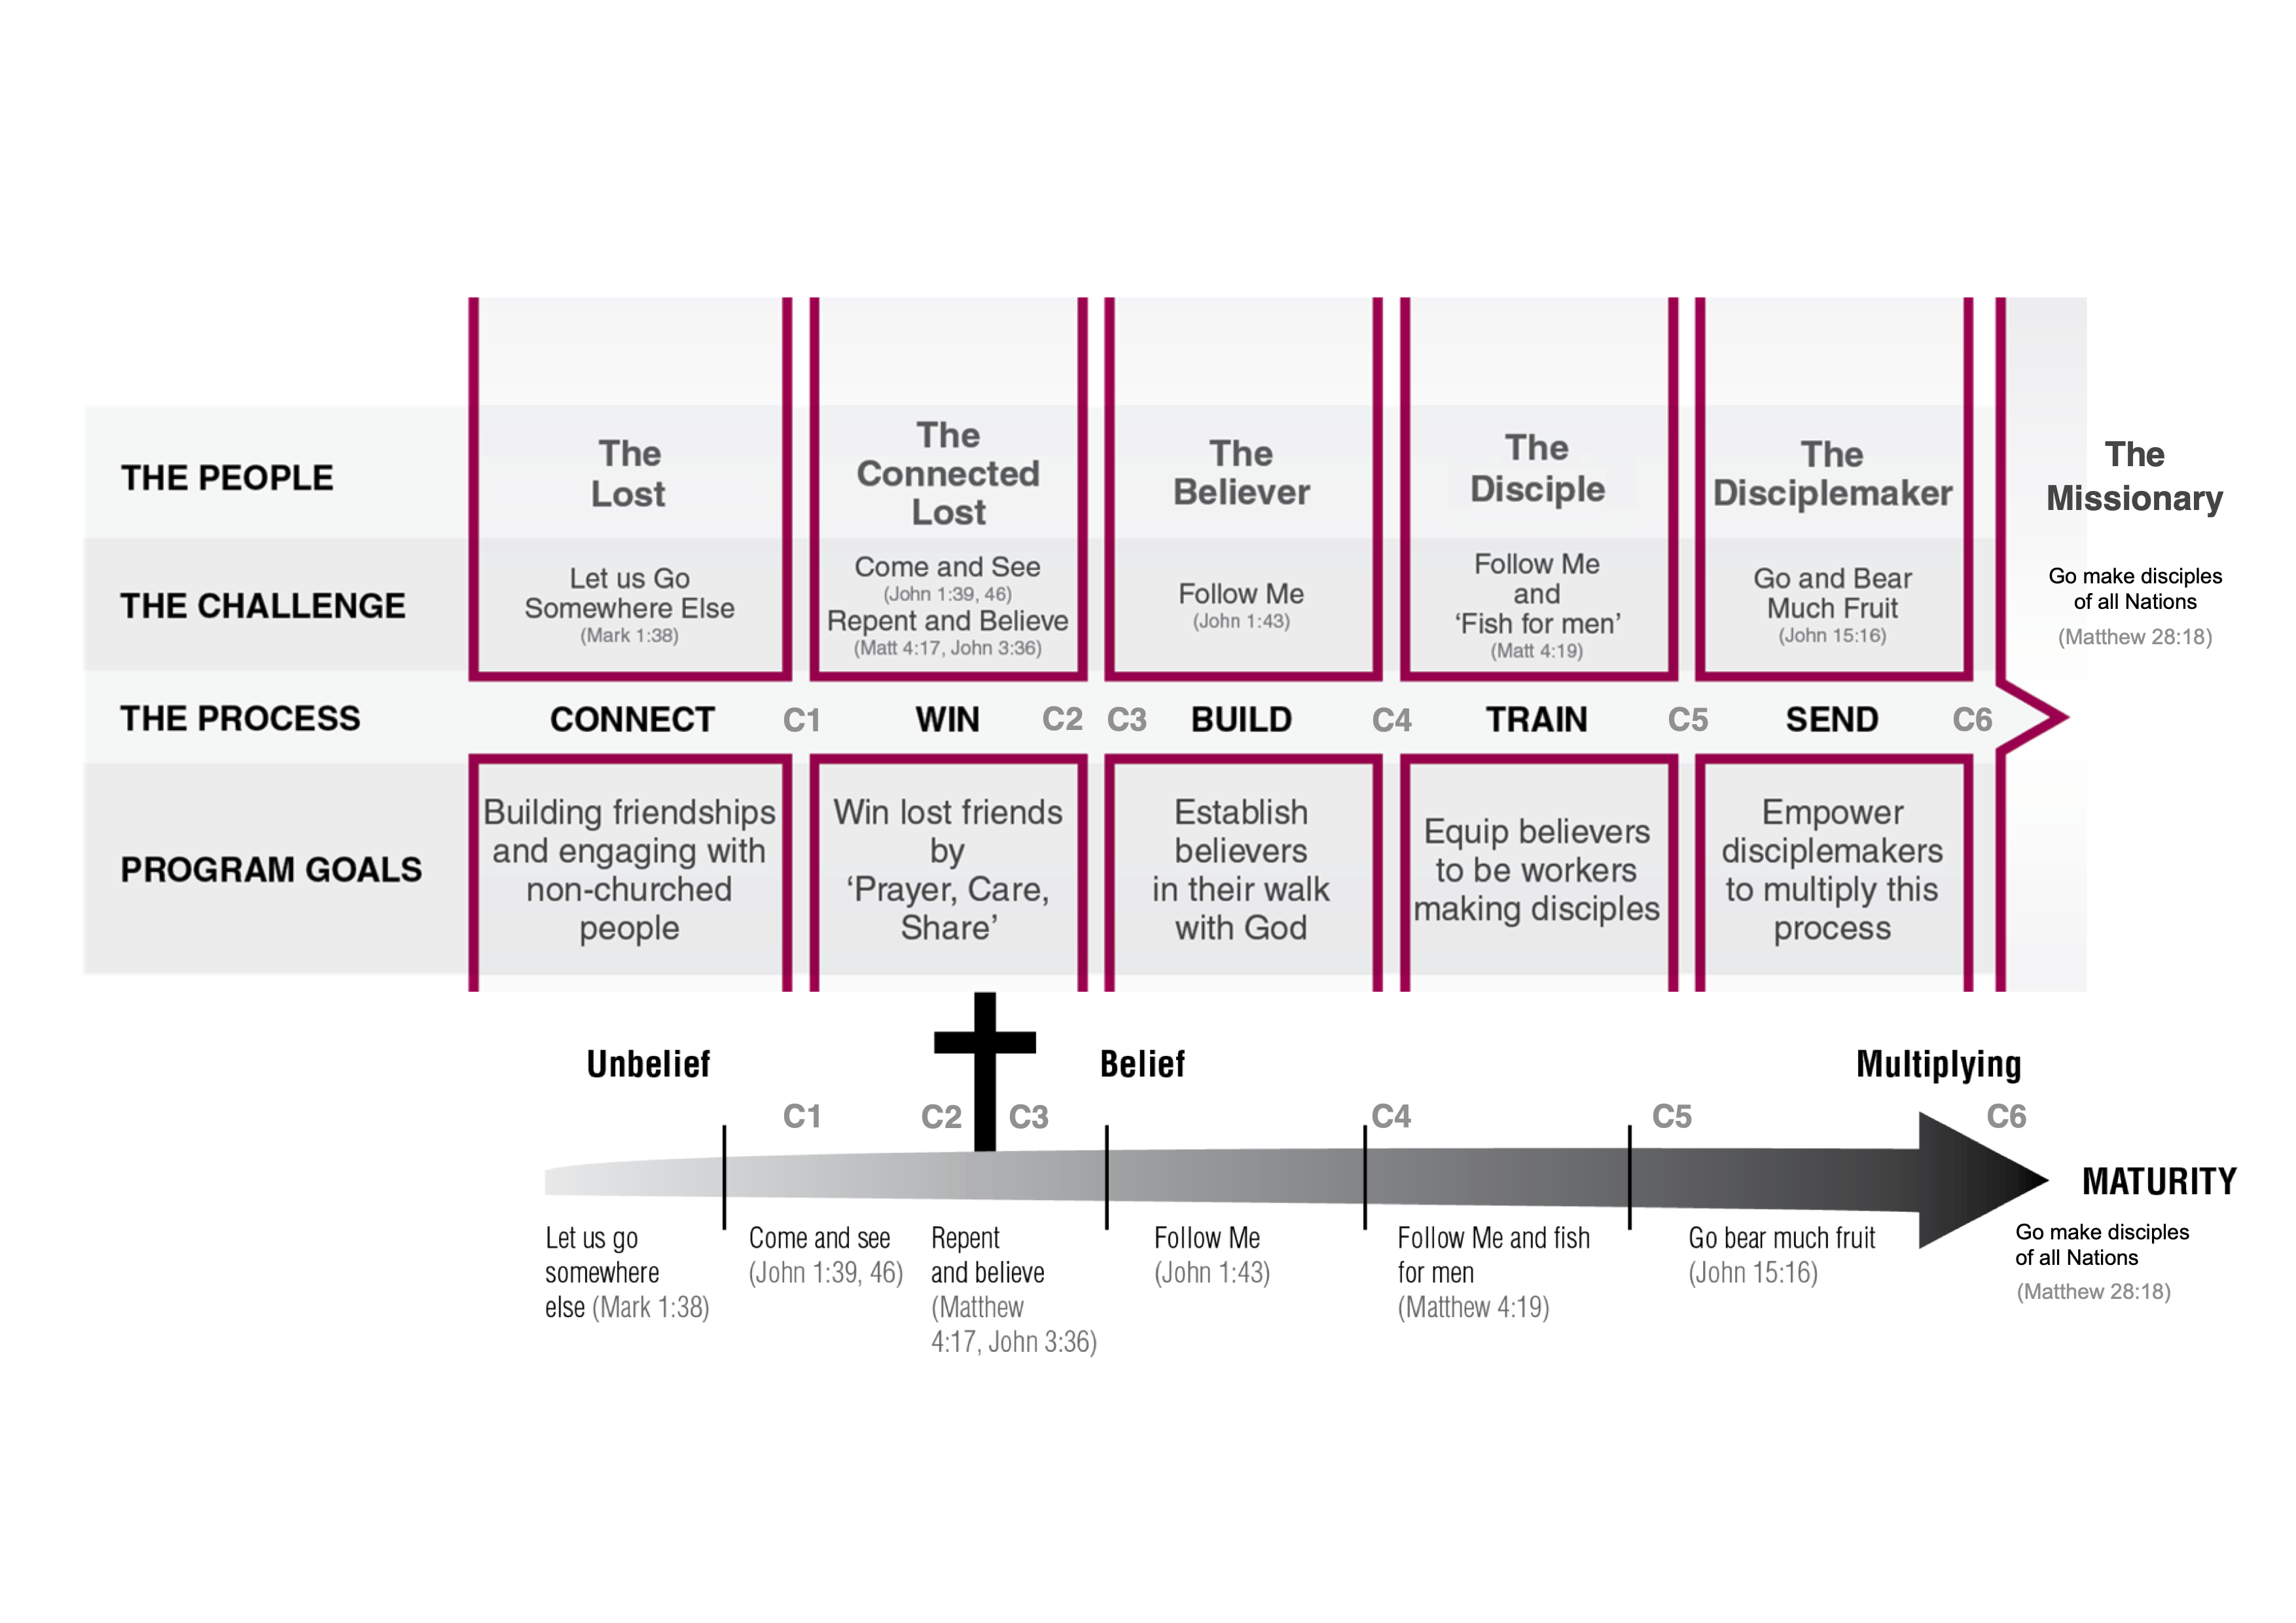 THE PEOPLE
The
Lost
The
Connected
Lost
The
Believer
The
Disciple
The
Disciplemaker
The
Missionary
THE CHALLENGE
Let us Go
Somewhere Else
(Mark 1:38)
Come and See
(John 1:39, 46)
Repent and Believe
(Matt 4:17, John 3:36)
Follow Me
(John 1:43)
Follow Me
and
‘Fish for men’
(Matt 4:19)
Go and Bear
Much Fruit
(John 15:16)
Go make disciples
of all Nations
(Matthew 28:18)
THE PROCESS
CONNECT
C1
WIN
C2
C3
BUILD
C4
TRAIN
C5
SEND
C6
PROGRAM GOALS
Building friendships
and engaging with
non-churched
people
Win lost friends
by
‘Prayer, Care,
Share’
Establish
believers
in their walk
with God
Equip believers
to be workers
making disciples
Empower
disciplemakers
to multiply this
process
Unbelief
Belief
Multiplying
C1
C2
C3
C4
C5
C6
MATURITY
Let us go
somewhere
else (Mark 1:38)
Come and see
(John 1:39, 46)
Repent
and believe
(Matthew
4:17, John 3:36)
Follow Me
(John 1:43)
Follow Me and fish
for men
(Matthew 4:19)
Go bear much fruit
(John 15:16)
Go make disciples
of all Nations
(Matthew 28:18)